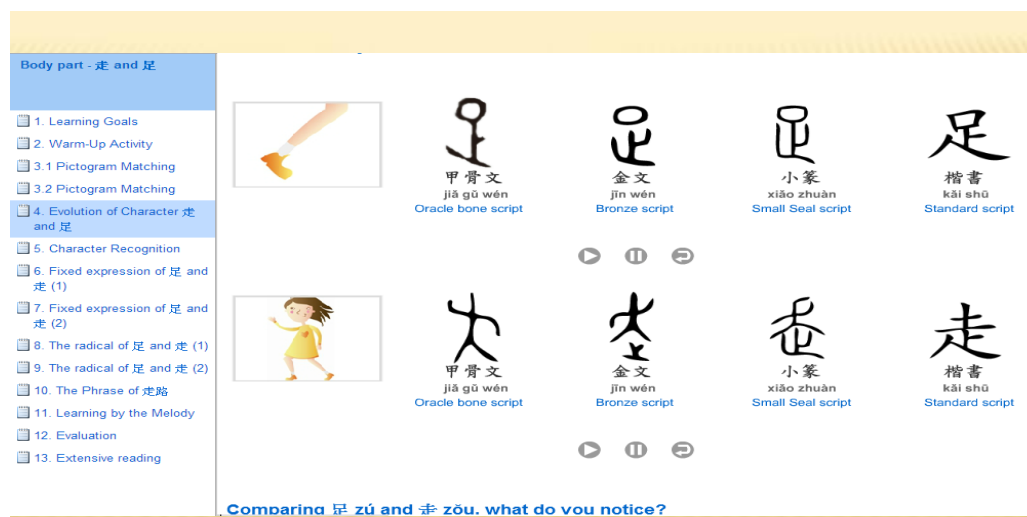 Body part - 走 and 足
1. Learning Goals
2. Warm-Up Activity
3.1 Pictogram Matching
3.2 Pictogram Matching
4. Evolution of Character 走
and 足
5. Character Recognition
6. Fixed expression of 足 and
走 (1)
7. Fixed expression of 足 and
走 (2)
8. The radical of 足 and 走 (1)
9. The radical of 足 and 走 (2)
10. The Phrase of 走路
11. Learning by the Melody
12. Evaluation
13. Extensive reading
足
甲骨文 金文 小篆 楷書
jiǎ gǔ wén jīn wén xiǎo zhuàn kǎi shū
Oracle bone script Bronze script Small Seal script Standard script
走
甲骨文 金文 小篆 楷書
jiǎ gǔ wén jīn wén xiǎo zhuàn kǎi shū
Oracle bone script Bronze script Small Seal script Standard script
Comparing 足 zú and 走 zǒu. what do you notice?